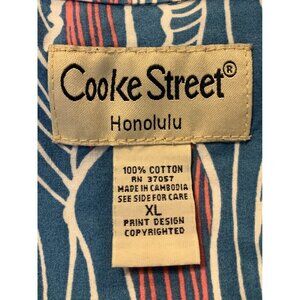 Cooke Street®
Honolulu
100% COTTON
RN 37057
MADE IN CAMBODIA
SEE SIDE FOR CARE
XL
PRINT DESIGN
COPYRIGHTED